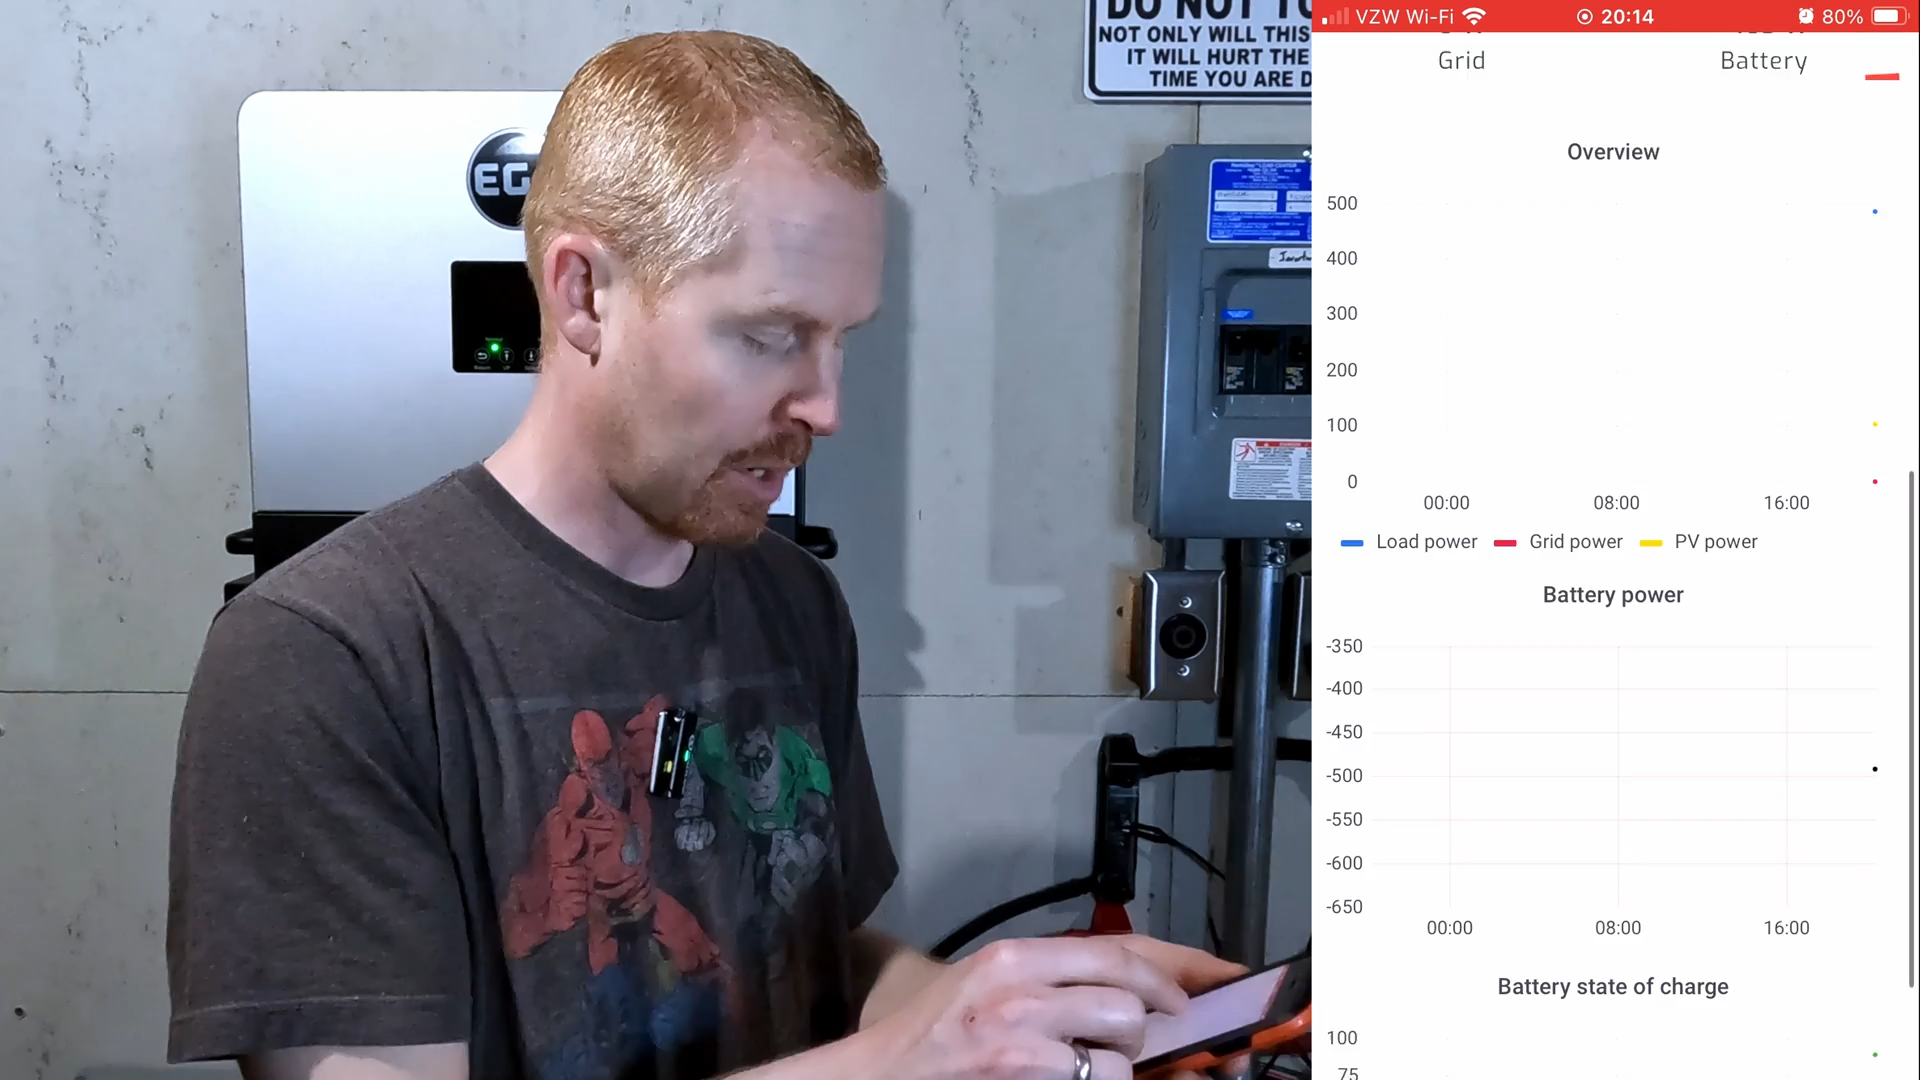 DO NOT
NOT ONLY WILL THIS
IT WILL HURT THE
TIME YOU ARE
EG
VZW Wi-Fi
20:14
80%
Grid
Battery
Overview
500
400
300
200
100
0
00:00
08:00
16:00
Load power
Grid power
PV power
Battery power
-350
-400
-450
-500
-550
-600
-650
00:00
08:00
16:00
Battery state of charge
100
75